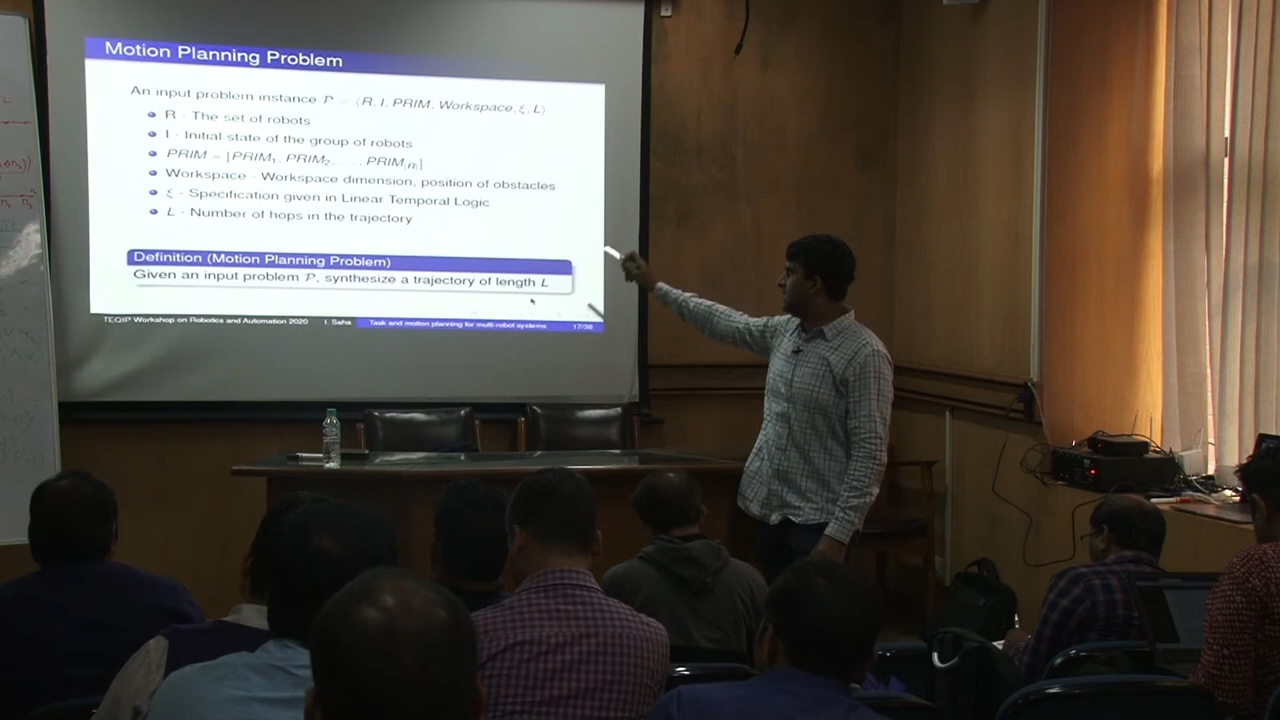 Motion Planning Problem
An input problem instance P = ⟨R, I, PRIM, Workspace, ξ, L⟩
R - The set of robots
I - Initial state of the group of robots
PRIM = [PRIM₁, PRIM₂, ..., PRIM|R|]
Workspace - Workspace dimension, position of obstacles
ξ - Specification given in Linear Temporal Logic
L - Number of hops in the trajectory
Definition (Motion Planning Problem)
Given an input problem P, synthesize a trajectory of length L
TEQIP Workshop on Robotics and Automation 2020 I. Saha Task and motion planning for multi-robot systems 17/38